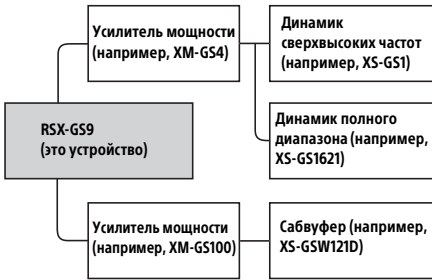 Усилитель мощности
(например, XM-GS4)
Динамик
сверхвысоких частот
(например, XS-GS1)
Динамик полного
диапазона (например,
XS-GS1621)
RSX-GS9
(это устройство)
Усилитель мощности
(например, XM-GS100)
Сабвуфер (например,
XS-GSW121D)